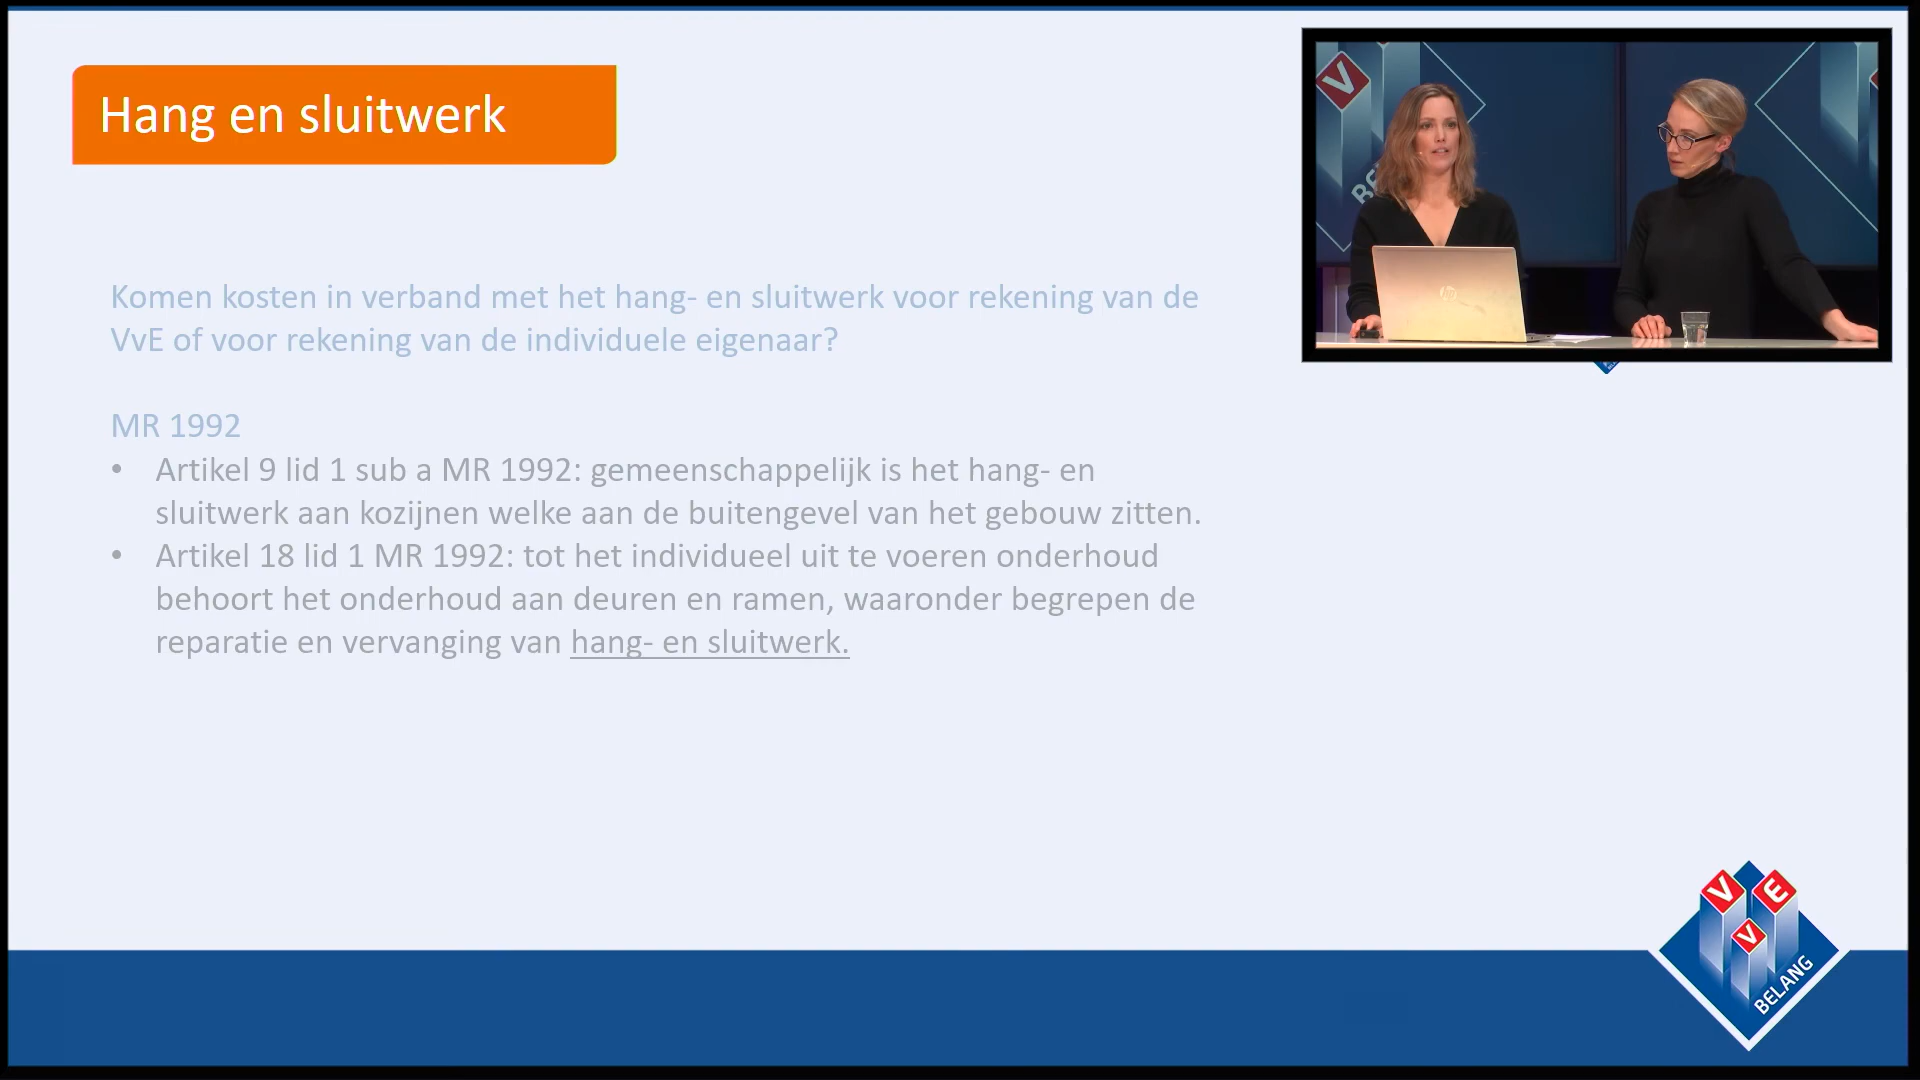 Hang en sluitwerk
Komen kosten in verband met het hang- en sluitwerk voor rekening van de
VvE of voor rekening van de individuele eigenaar?
MR 1992
• Artikel 9 lid 1 sub a MR 1992: gemeenschappelijk is het hang- en
sluitwerk aan kozijnen welke aan de buitengevel van het gebouw zitten.
• Artikel 18 lid 1 MR 1992: tot het individueel uit te voeren onderhoud
behoort het onderhoud aan deuren en ramen, waaronder begrepen de
reparatie en vervanging van hang- en sluitwerk.
V
BE
hp
V V E
BELANG